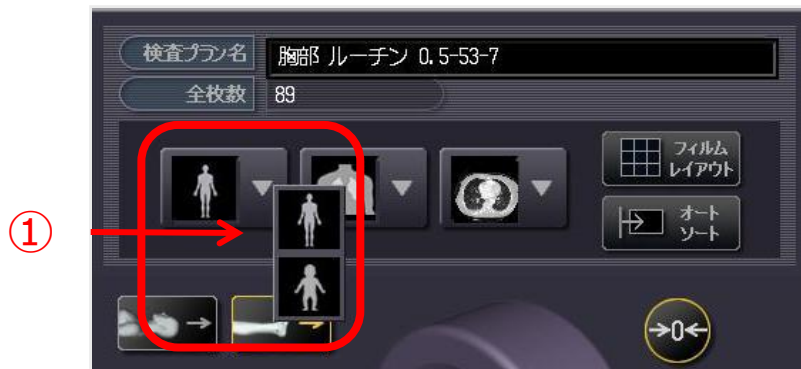 検査プラン名 胸部 ルーチン 0.5-53-7
全枚数 89
フィルム
レイアウト
オート
ソート
①
→0←